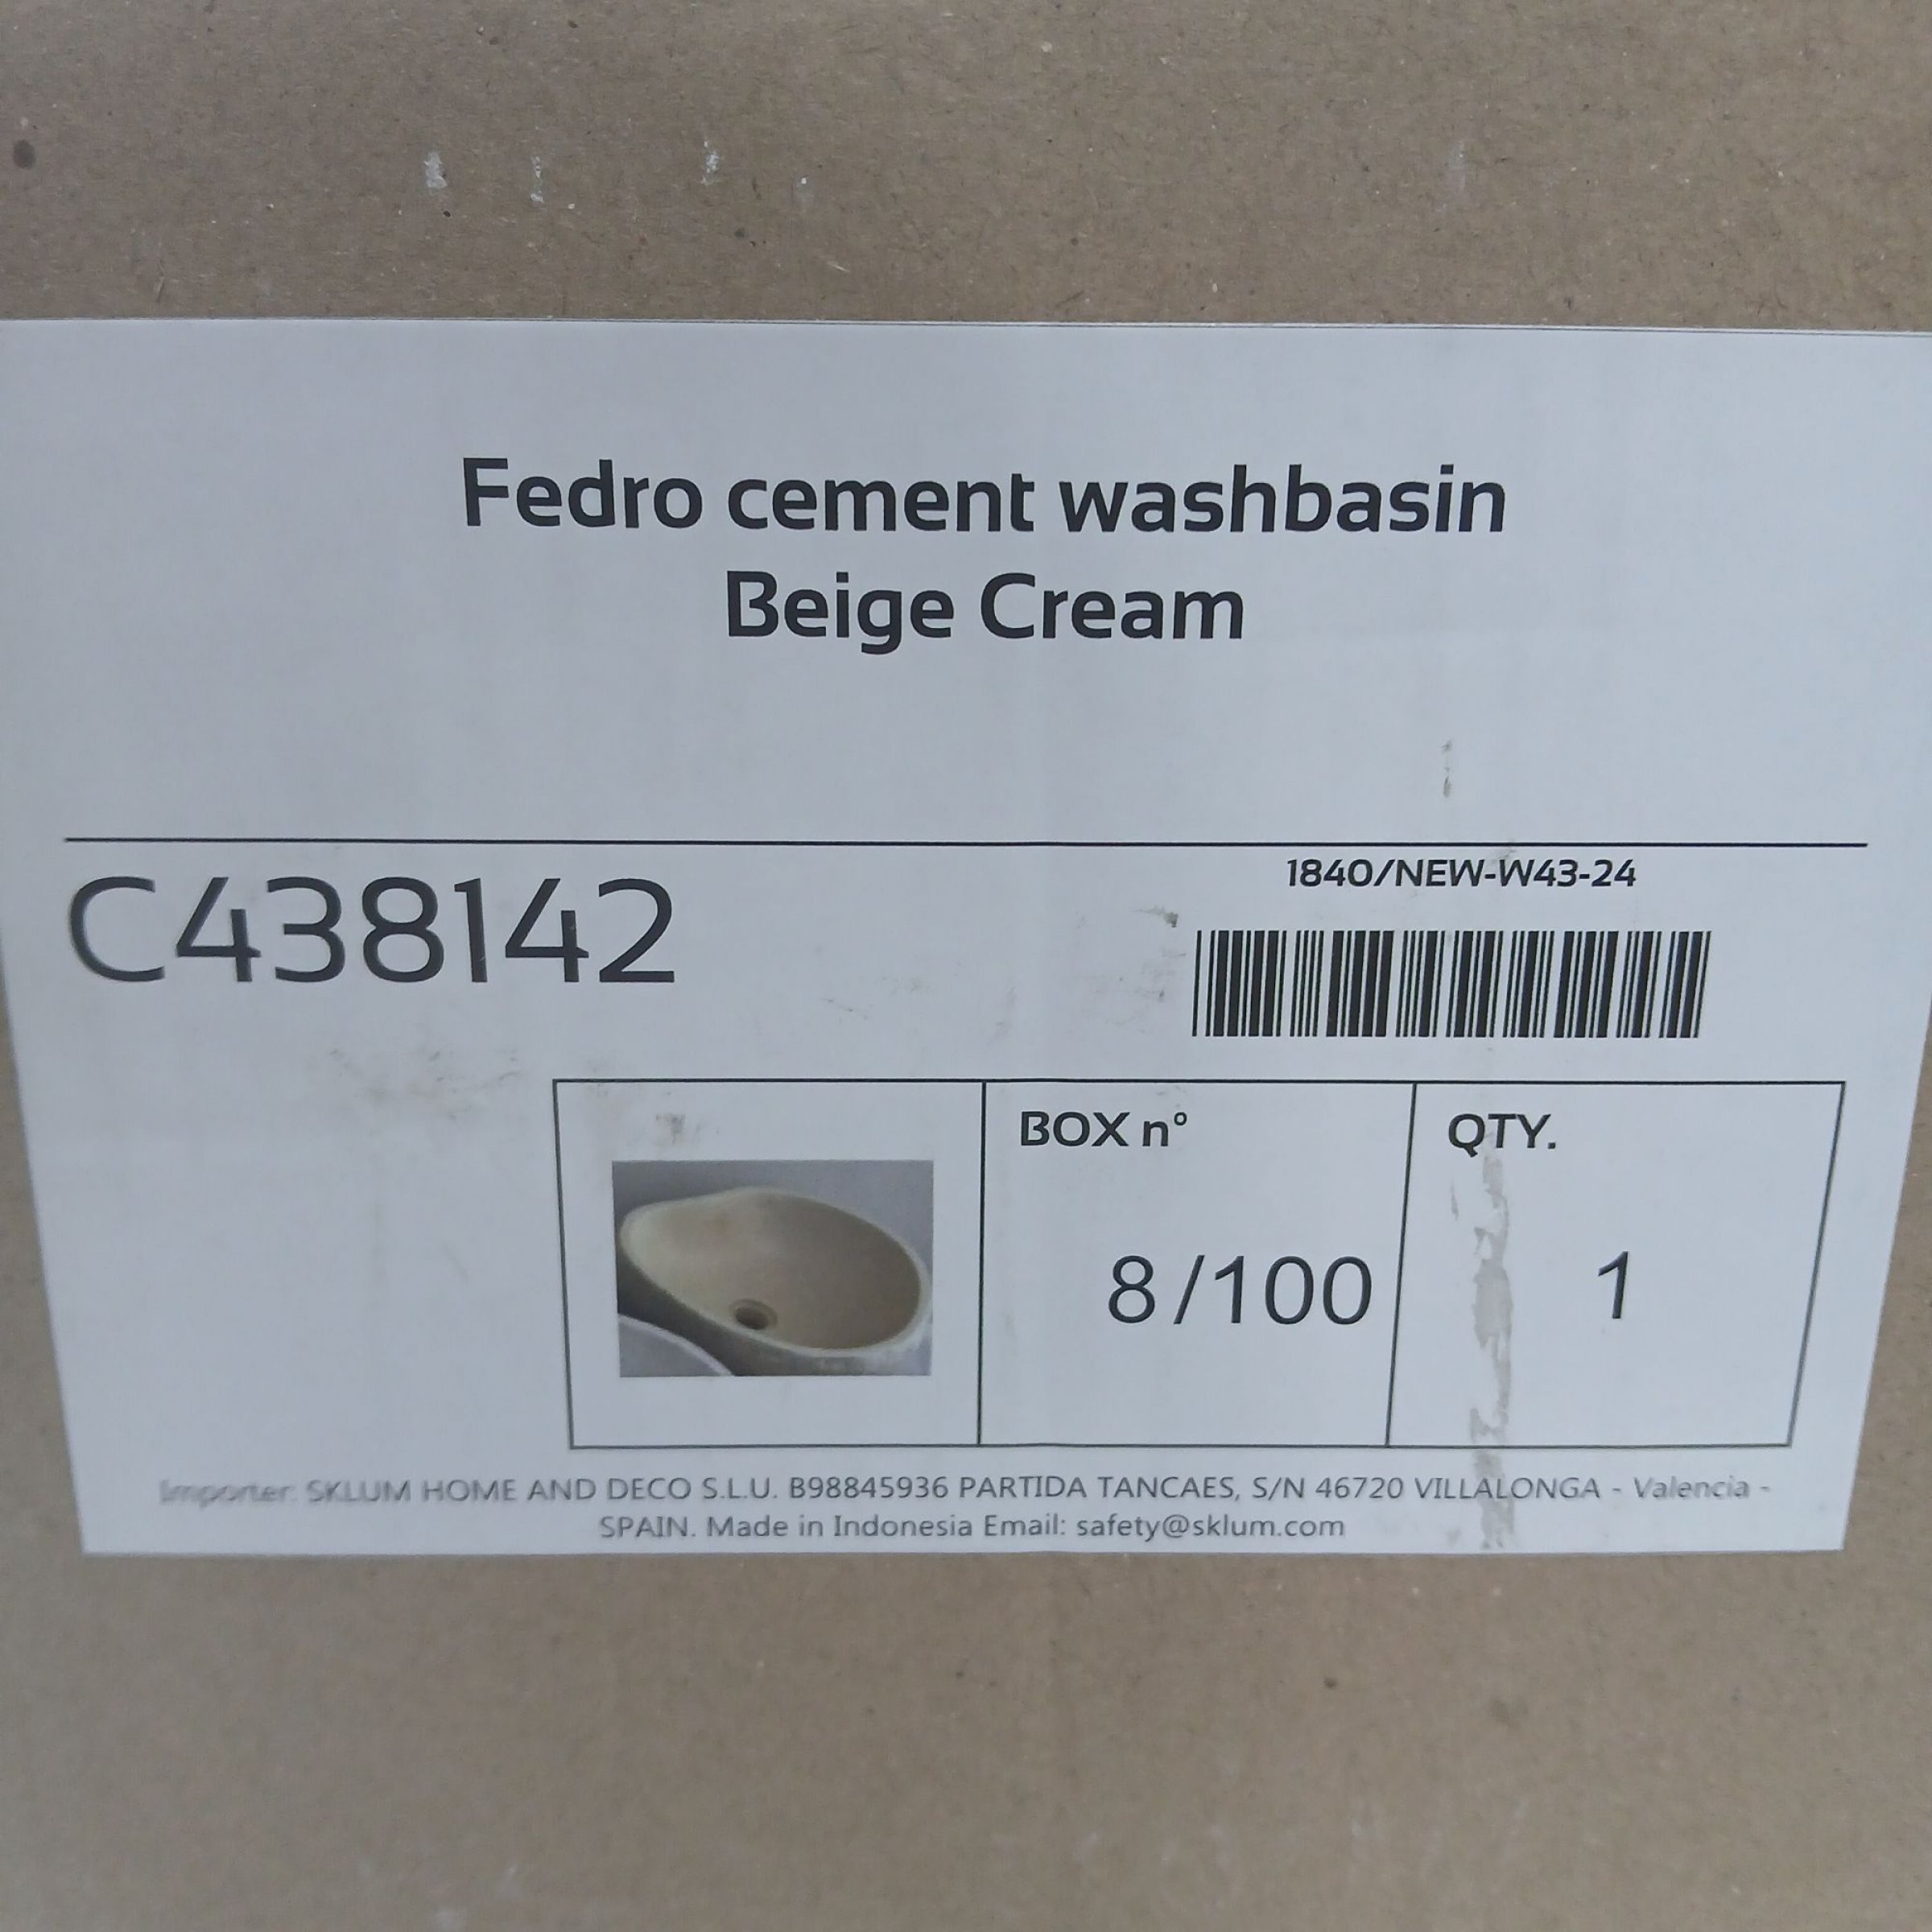 Fedro cement washbasin
Beige Cream
C438142
1840/NEW-W43-24
BOX n°
QTY.
8/100
1
Importer: SKLUM HOME AND DECO S.L.U. B98845936 PARTIDA TANCAES, S/N 46720 VILLALONGA - Valencia -
SPAIN. Made in Indonesia Email: safety@sklum.com